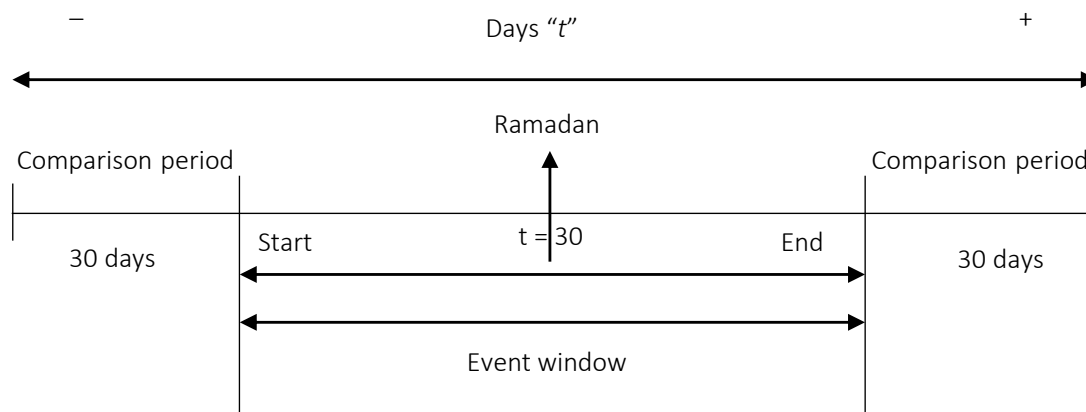 – +
Days “t”
Ramadan
Comparison period Comparison period
Start t = 30 End
30 days 30 days
Event window